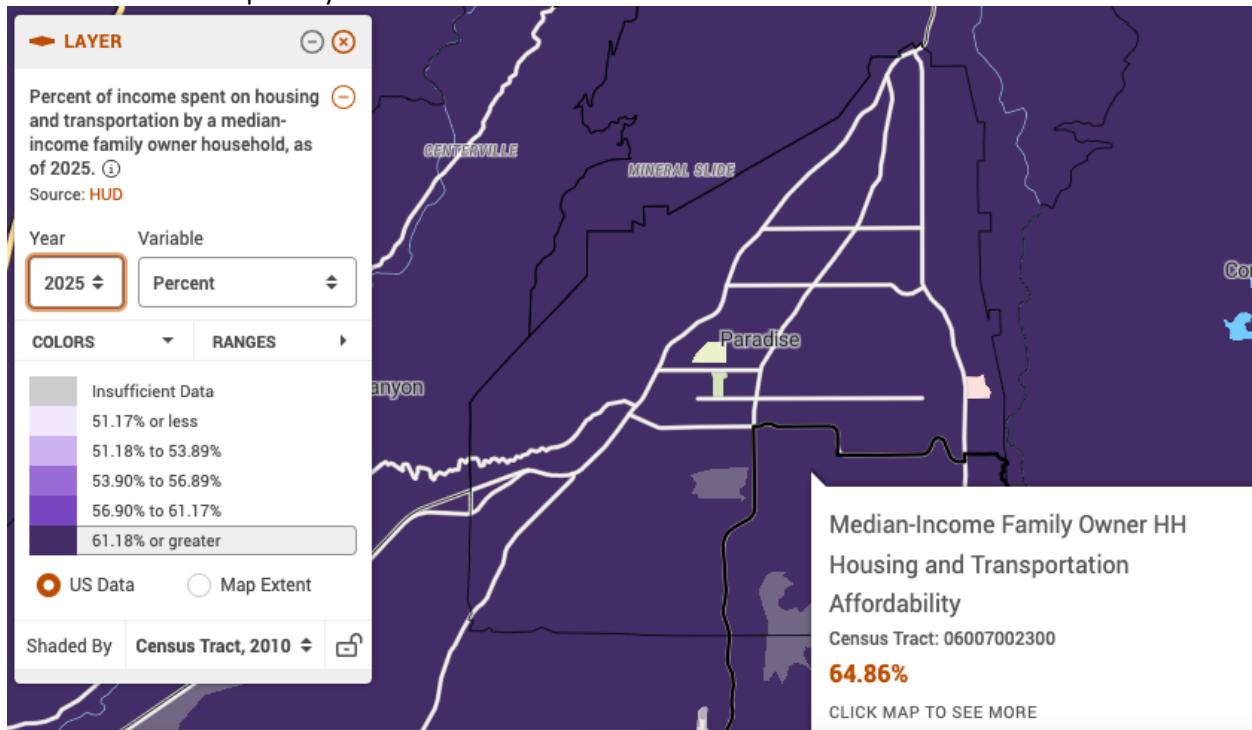 LAYER
Percent of income spent on housing
and transportation by a median-
income family owner household, as
of 2025.
Source: HUD
Year Variable
2025 Percent
COLORS RANGES
Insufficient Data
51.17% or less
51.18% to 53.89%
53.90% to 56.89%
56.90% to 61.17%
61.18% or greater
US Data Map Extent
Shaded By Census Tract, 2010
CENTERVILLE
MINERAL SLIDE
Paradise
anyon
Median-Income Family Owner HH
Housing and Transportation
Affordability
Census Tract: 06007002300
64.86%
CLICK MAP TO SEE MORE